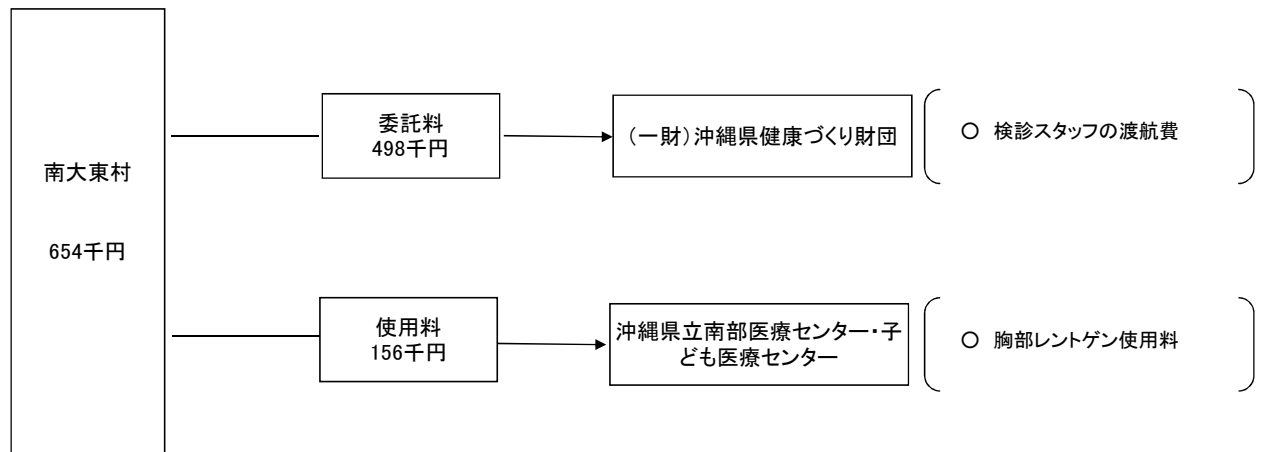 南大東村
654千円
委託料
498千円
(一財)沖縄県健康づくり財団
○ 検診スタッフの渡航費
使用料
156千円
沖縄県立南部医療センター・子
ども医療センター
○ 胸部レントゲン使用料